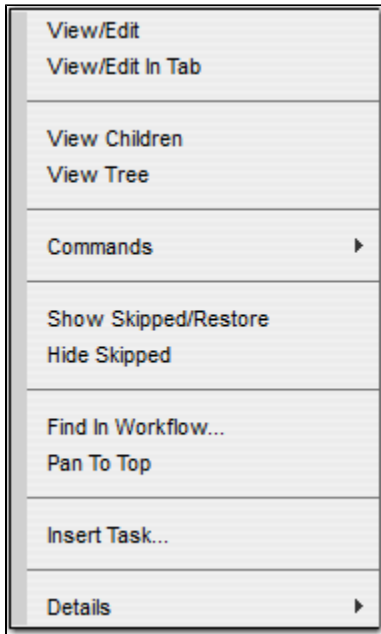 View/Edit
View/Edit In Tab
View Children
View Tree
Commands
Show Skipped/Restore
Hide Skipped
Find In Workflow...
Pan To Top
Insert Task...
Details